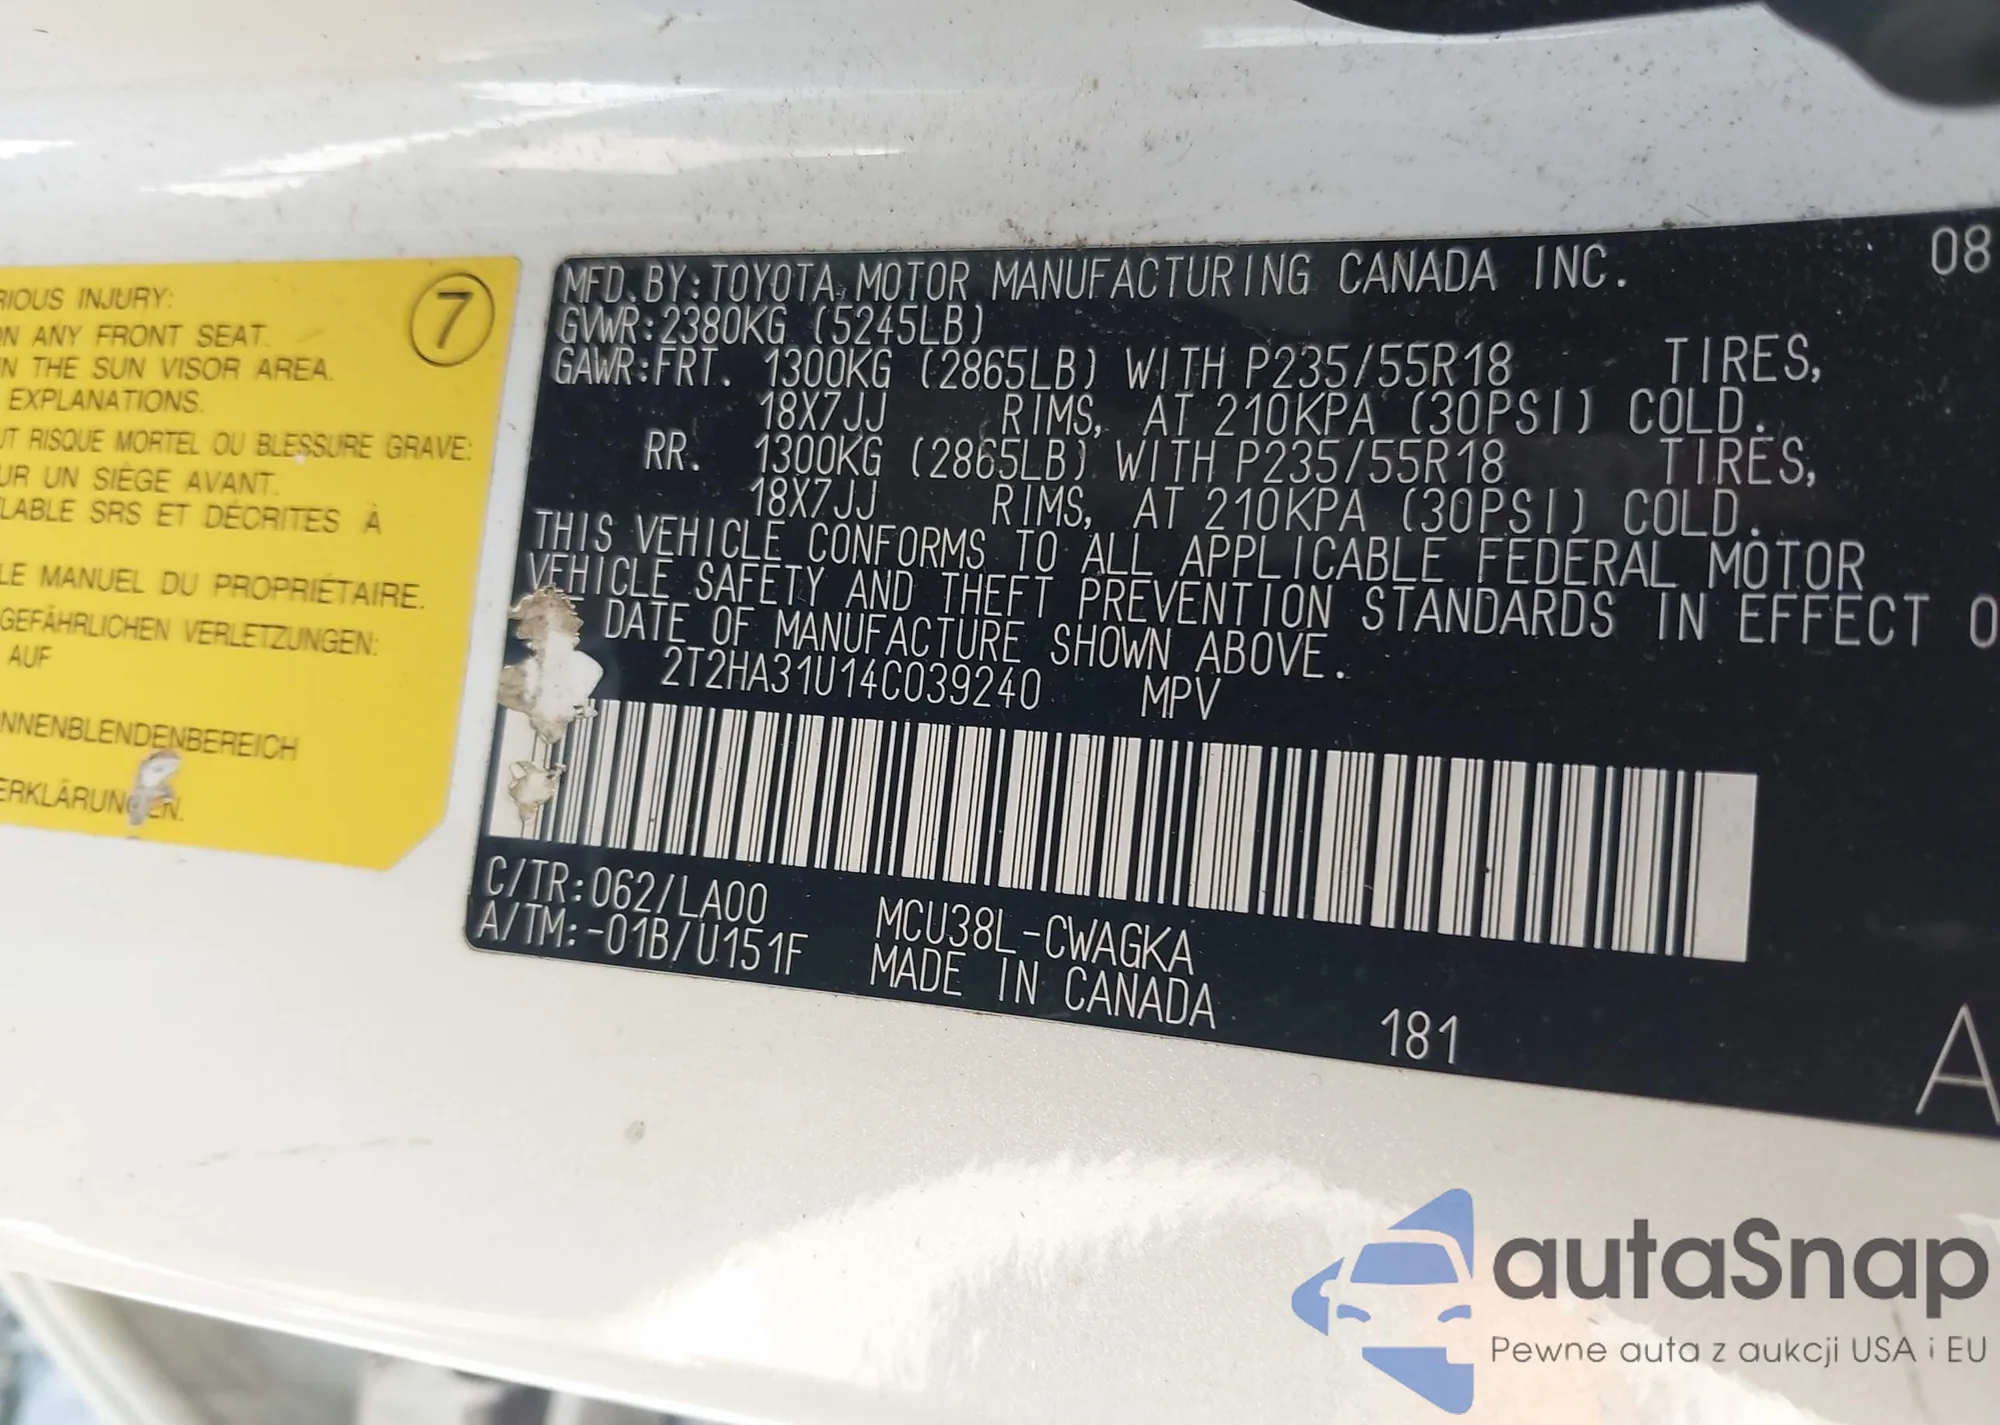 RIOUS INJURY:
ON ANY FRONT SEAT.
IN THE SUN VISOR AREA.
EXPLANATIONS.
UT RISQUE MORTEL OU BLESSURE GRAVE:
UR UN SIÈGE AVANT.
LABLE SRS ET DÉCRITES À
LE MANUEL DU PROPRIÉTAIRE.
GEFÄHRLICHEN VERLETZUNGEN:
AUF
NNENBLENDENBEREICH
ERKLÄRUNGEN.
7
MFD.BY:TOYOTA MOTOR MANUFACTURING CANADA INC. 08
GVWR:2380KG (5245LB)
GAWR:FRT. 1300KG (2865LB) WITH P235/55R18 TIRES,
18X7JJ RIMS, AT 210KPA (30PSI) COLD.
RR. 1300KG (2865LB) WITH P235/55R18 TIRES,
18X7JJ RIMS, AT 210KPA (30PSI) COLD.
THIS VEHICLE CONFORMS TO ALL APPLICABLE FEDERAL MOTOR
VEHICLE SAFETY AND THEFT PREVENTION STANDARDS IN EFFECT O
DATE OF MANUFACTURE SHOWN ABOVE.
2T2HA31U14C039240 MPV
C/TR:062/LA00 MCU38L-CWAGKA
A/TM:-01B/U151F MADE IN CANADA
181
A
autaSnap
Pewne auta z aukcji USA i EU